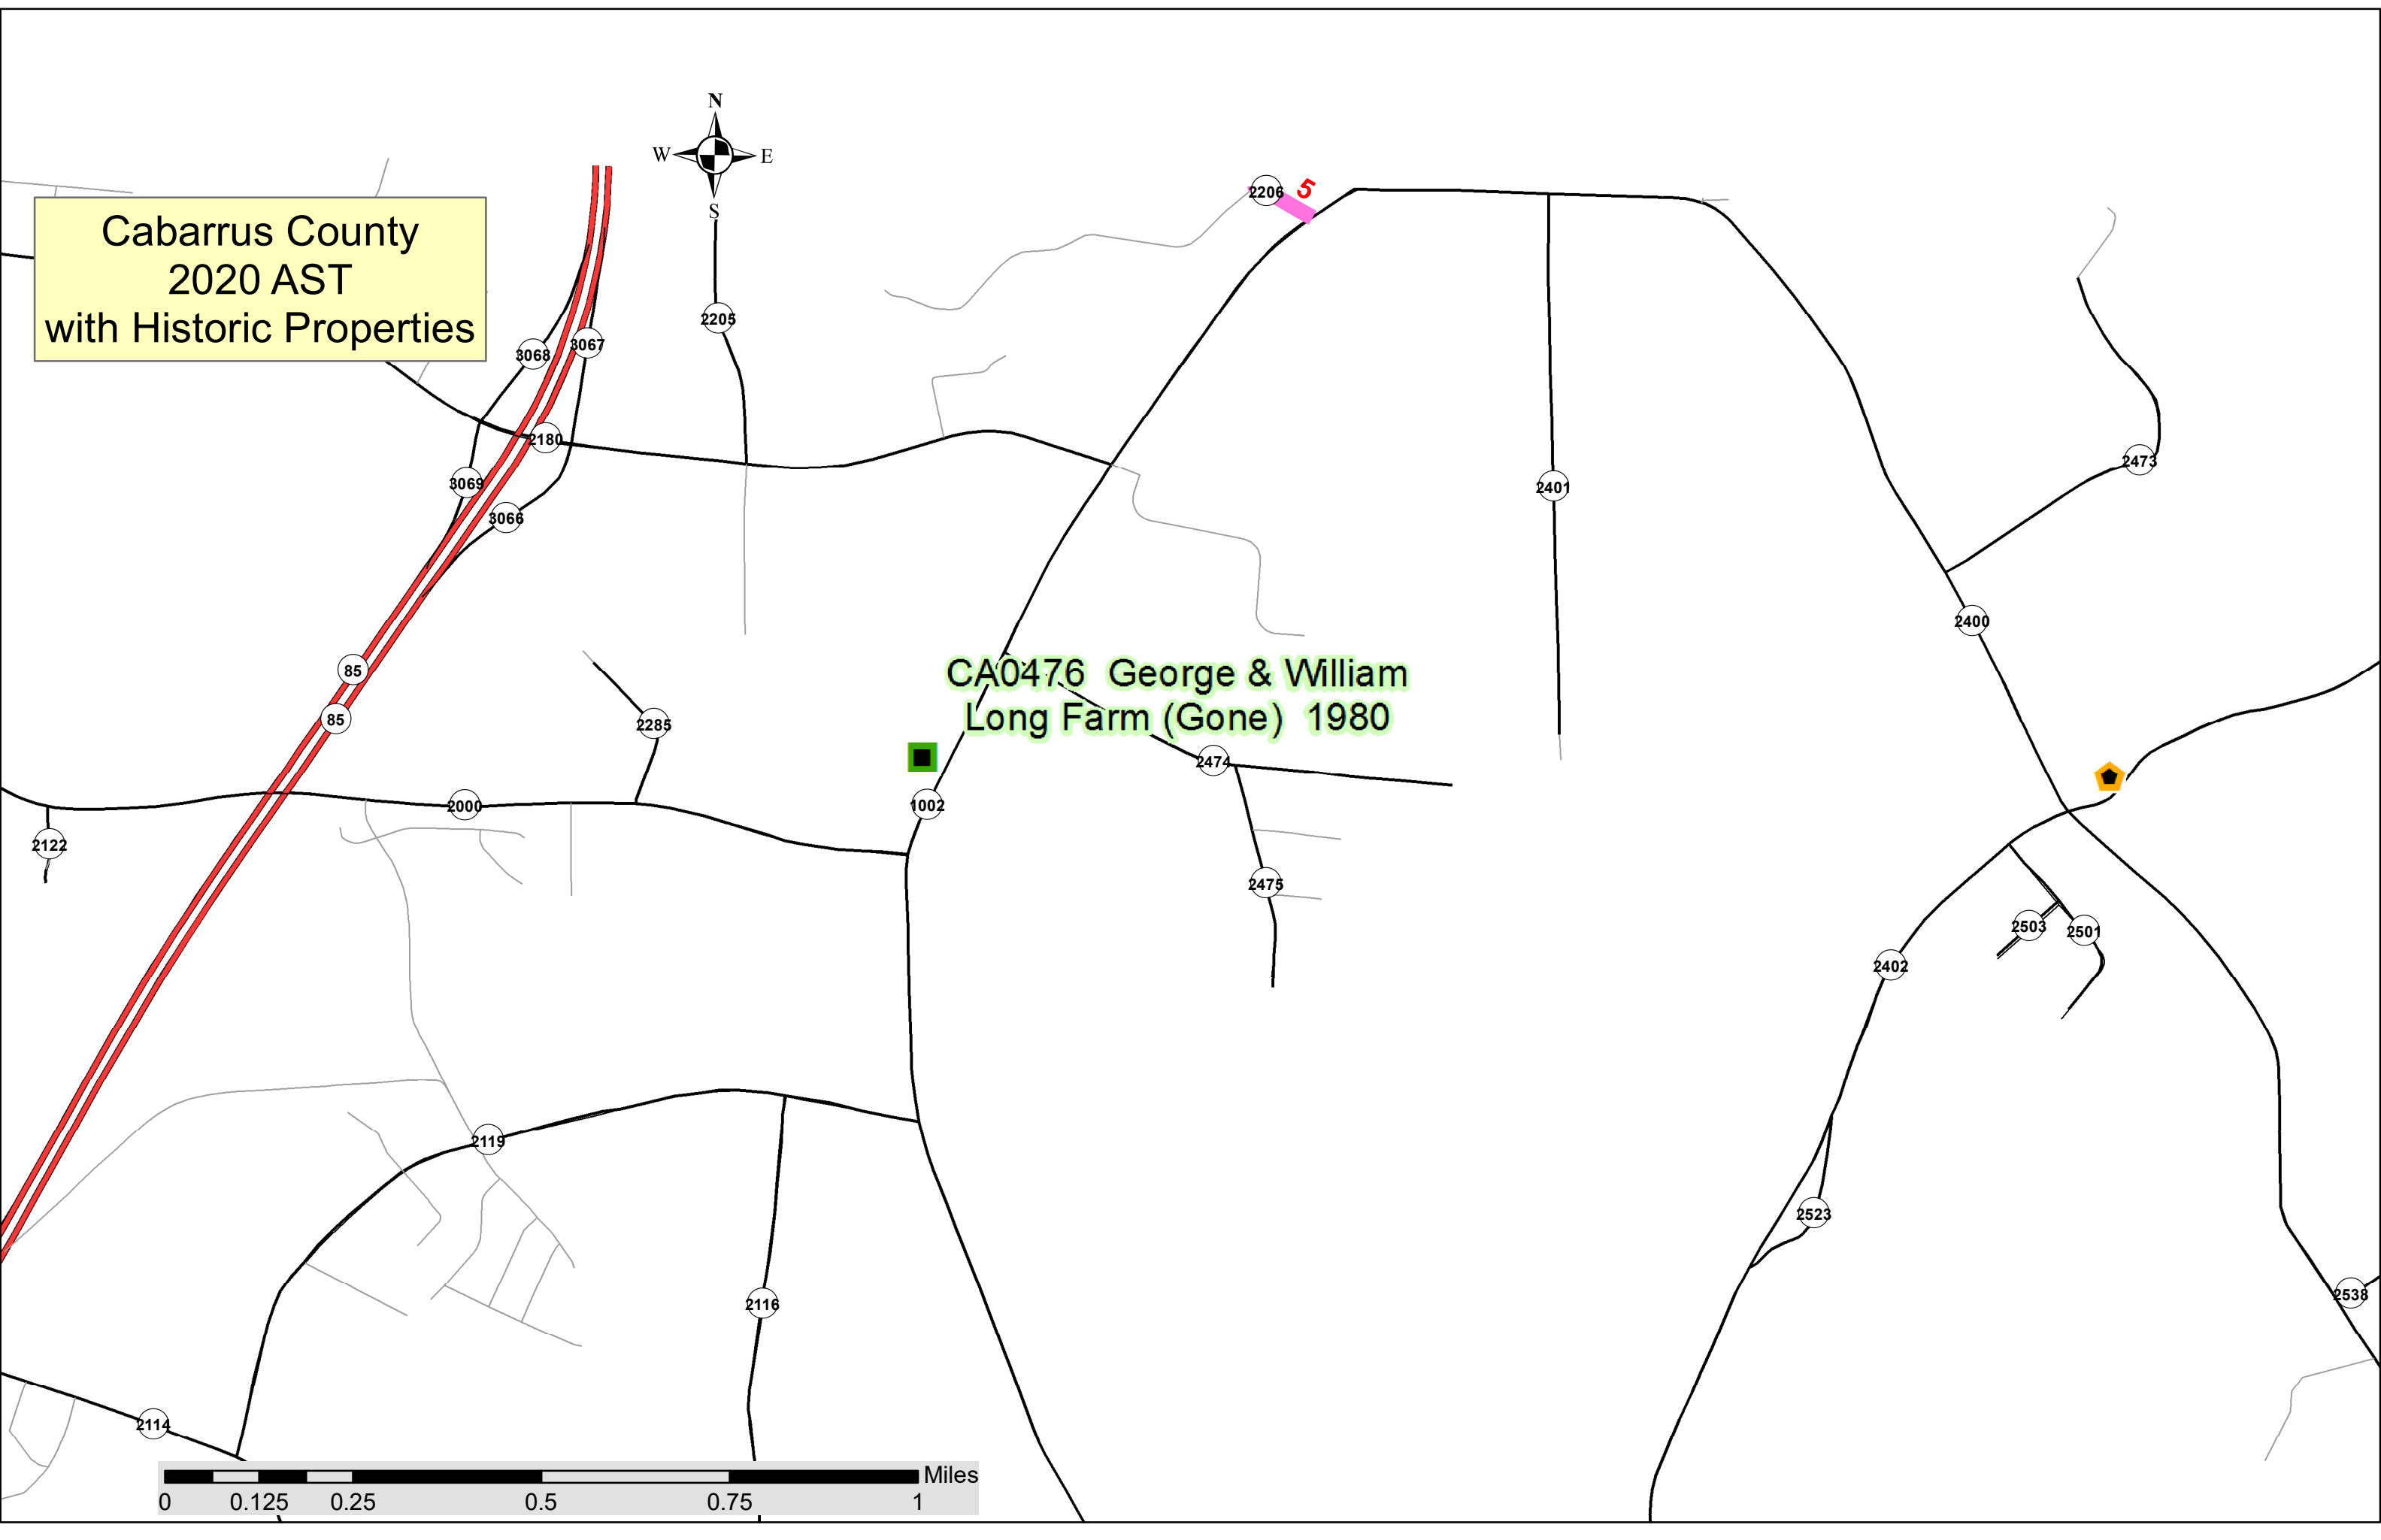 N
W
E
S
2206
5
Cabarrus County
2020 AST
with Historic Properties
2205
3068
3067
2180
3069
3066
2401
2473
2400
85
85
CA0476 George & William
Long Farm (Gone) 1980
2285
2474
2000
1002
2122
2475
2503
2501
2402
2119
2523
2116
2538
2114
Miles
0 0.125 0.25 0.5 0.75 1